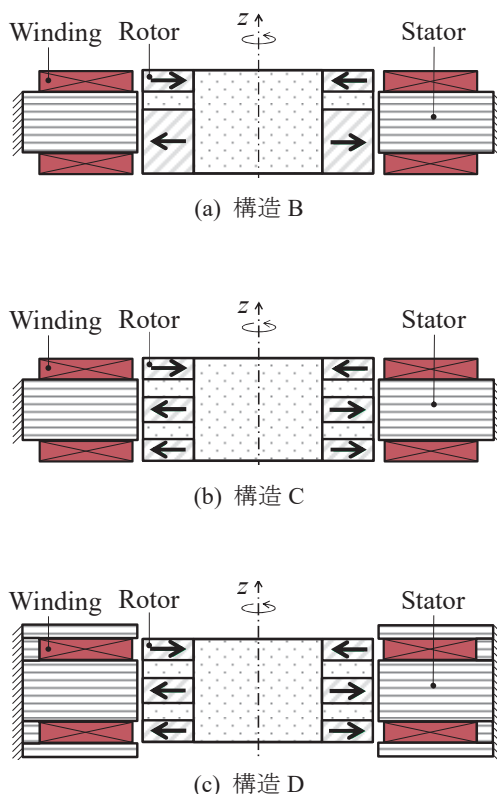 Winding Rotor z Stator
(a) 構造 B
Winding Rotor z Stator
(b) 構造 C
Winding Rotor z Stator
(c) 構造 D